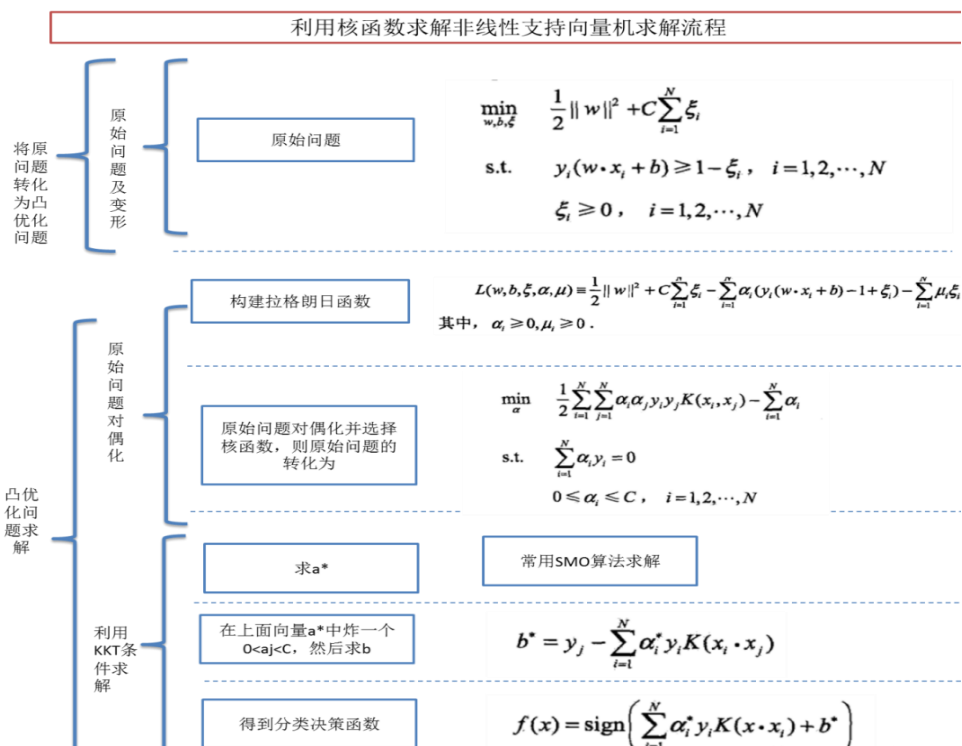 利用核函数求解非线性支持向量机求解流程
将原
问题
转化
为凸
优化
问题
原
始
问
题
及
变
形
原始问题
min w,b,ξ 1/2 || w ||² + C ∑_{i=1}^{N} ξ_i
s.t. y_i(w·x_i + b) ≥ 1 − ξ_i， i = 1,2,⋯,N
ξ_i ≥ 0， i = 1,2,⋯,N
凸优
化问
题求
解
原
始
问
题
对
偶
化
构建拉格朗日函数
L(w,b,ξ,α,μ) ≡ 1/2 || w ||² + C ∑_{i=1}^{N} ξ_i − ∑_{i=1}^{N} α_i(y_i(w·x_i + b) − 1 + ξ_i) − ∑_{i=1}^{N} μ_iξ_i
其中， α_i ≥ 0, μ_i ≥ 0 .
原始问题对偶化并选择
核函数，则原始问题的
转化为
min α 1/2 ∑_{i=1}^{N} ∑_{j=1}^{N} α_iα_jy_iy_jK(x_i,x_j) − ∑_{i=1}^{N} α_i
s.t. ∑_{i=1}^{N} α_iy_i = 0
0 ≤ α_i ≤ C， i = 1,2,⋯,N
利用
KKT条
件求
解
求a*
常用SMO算法求解
在上面向量a*中炸一个
0<aj<C，然后求b
b* = y_j − ∑_{i=1}^{N} α_i*y_iK(x_i·x_j)
得到分类决策函数
f(x) = sign(∑_{i=1}^{N} α_i*y_iK(x·x_i) + b*)